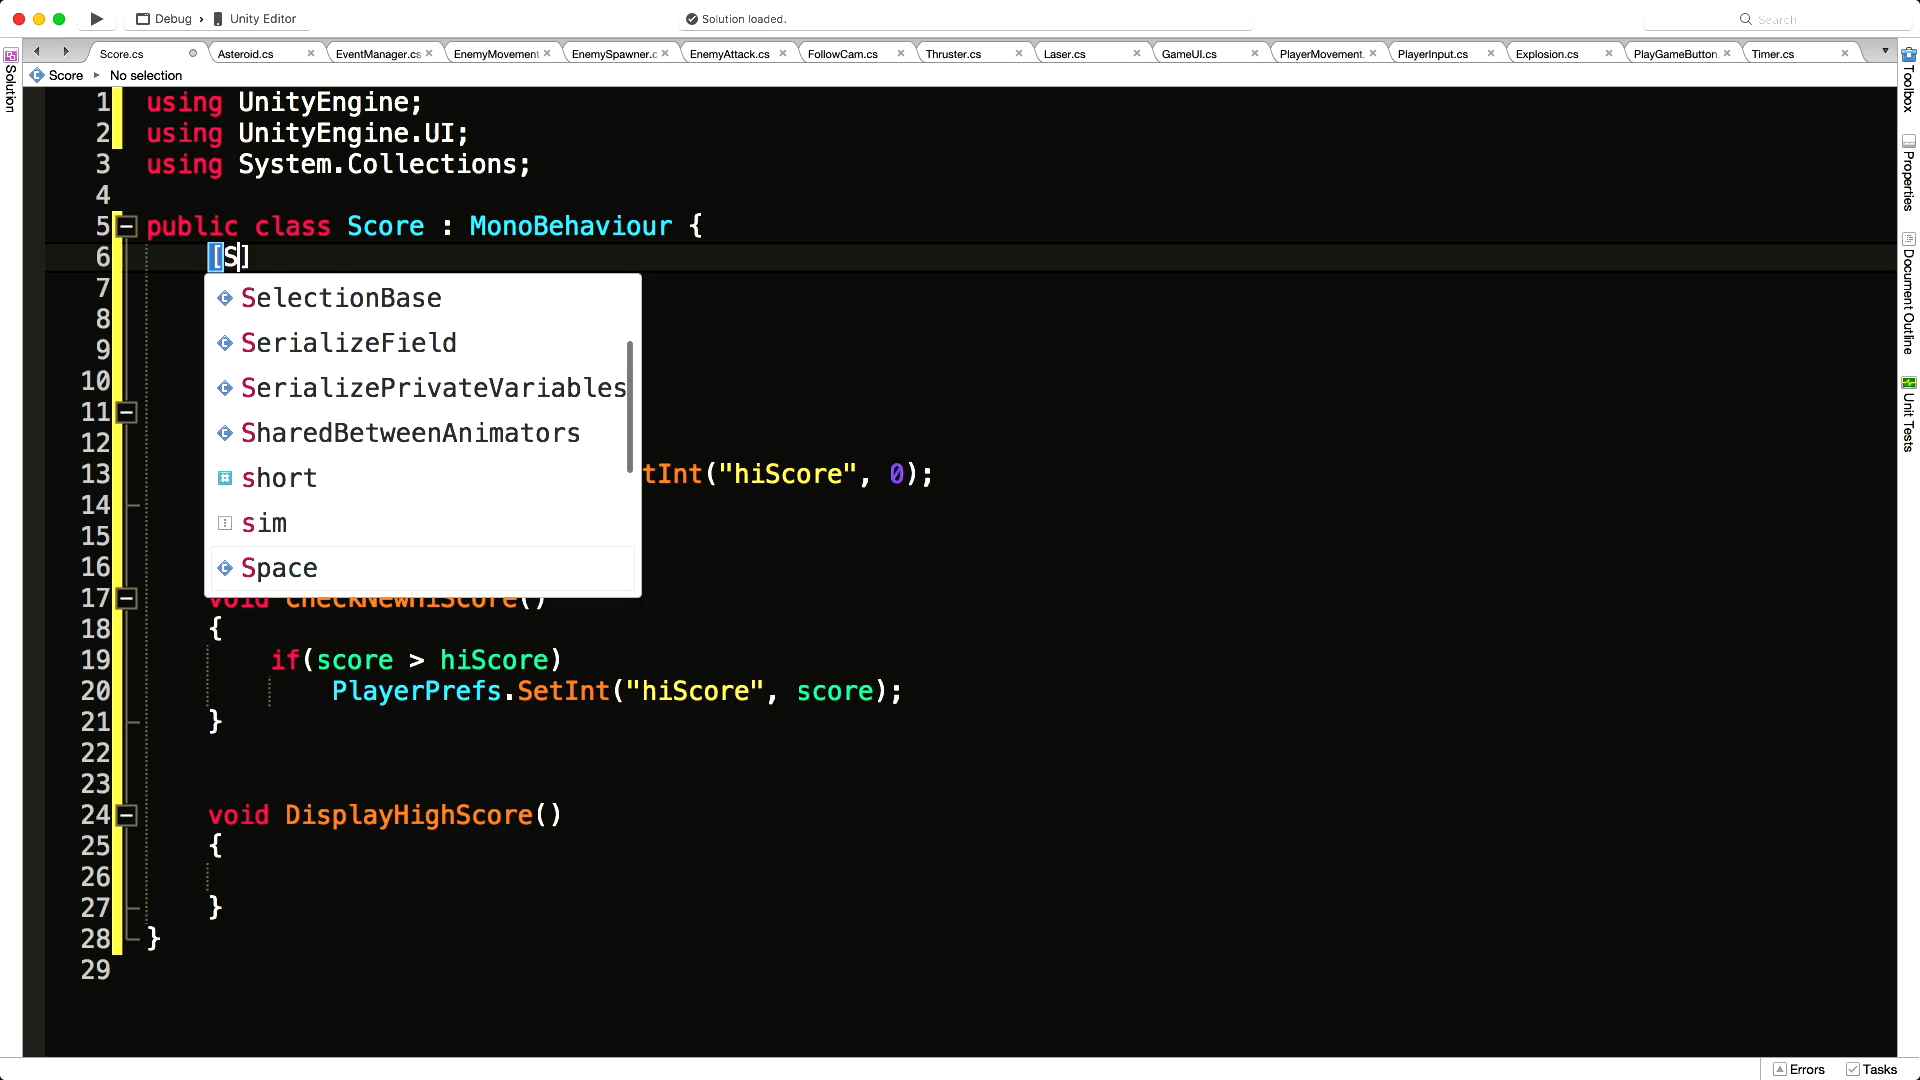 Debug › Unity Editor
Solution loaded.
Search
Score.cs Asteroid.cs EventManager.cs EnemyMovement EnemySpawner.c EnemyAttack.cs FollowCam.cs Thruster.cs Laser.cs GameUI.cs PlayerMovement. PlayerInput.cs Explosion.cs PlayGameButton. Timer.cs
Score ▸ No selection
Solution
Toolbox
Properties
Document Outline
Unit Tests
1 using UnityEngine;
2 using UnityEngine.UI;
3 using System.Collections;
4
5 public class Score : MonoBehaviour {
6 [S]
7
8
9
10
11
12
13 tInt("hiScore", 0);
14
15
16
17 void CheckNewHiScore()
18 {
19 if(score > hiScore)
20 PlayerPrefs.SetInt("hiScore", score);
21 }
22
23
24 void DisplayHighScore()
25 {
26
27 }
28 }
29
SelectionBase
SerializeField
SerializePrivateVariables
SharedBetweenAnimators
short
sim
Space
Errors Tasks